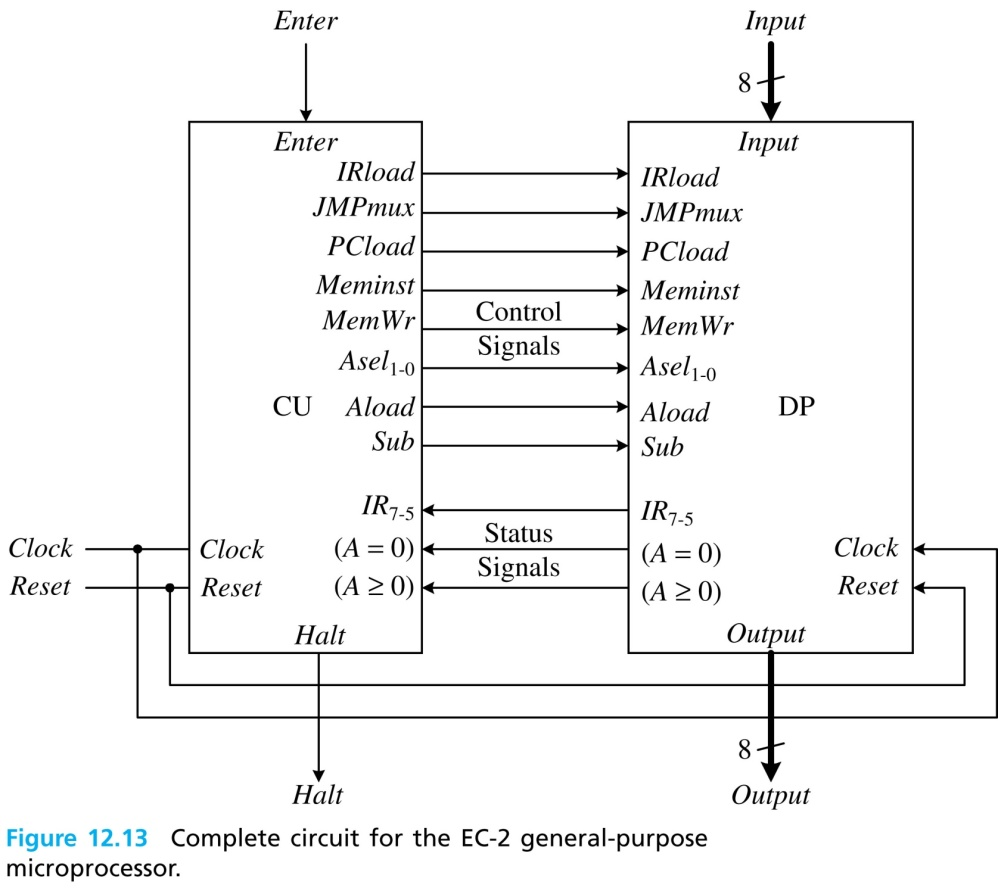 Enter
Input
8
Enter
Input
IRload
IRload
JMPmux
JMPmux
PCload
PCload
Meminst
Meminst
MemWr
Control
MemWr
Signals
Asel1-0
Asel1-0
CU
Aload
Aload
DP
Sub
Sub
IR7-5
IR7-5
Clock
Clock
(A = 0)
Status
(A = 0)
Clock
Signals
Reset
Reset
(A ≥ 0)
(A ≥ 0)
Reset
Halt
Output
8
Halt
Output
Figure 12.13 Complete circuit for the EC-2 general-purpose
microprocessor.